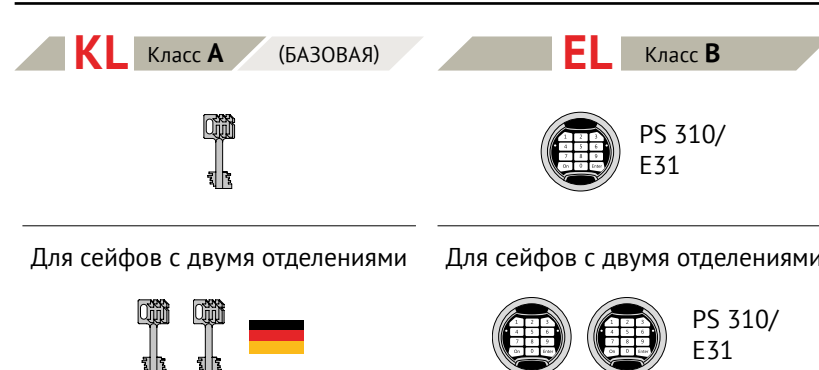 KL Класс A (БАЗОВАЯ)
EL Класс B
PS 310/
E31
Для сейфов с двумя отделениями
Для сейфов с двумя отделениями
PS 310/
E31